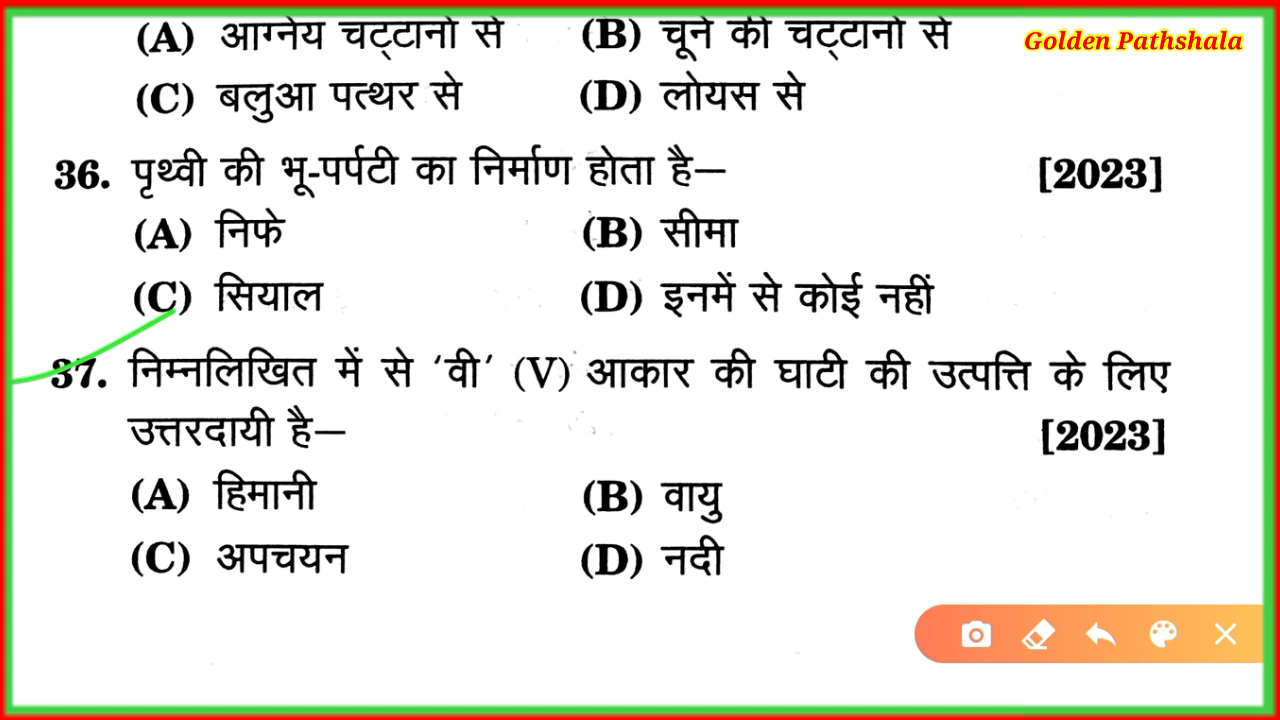 (A) आग्नेय चट्टानों से (B) चूने की चट्टानों से
Golden Pathshala
(C) बलुआ पत्थर से (D) लोयस से
36. पृथ्वी की भू-पर्पटी का निर्माण होता है— [2023]
(A) निफे (B) सीमा
(C) सियाल (D) इनमें से कोई नहीं
37. निम्नलिखित में से ‘वी’ (V) आकार की घाटी की उत्पत्ति के लिए
उत्तरदायी है— [2023]
(A) हिमानी (B) वायु
(C) अपचयन (D) नदी